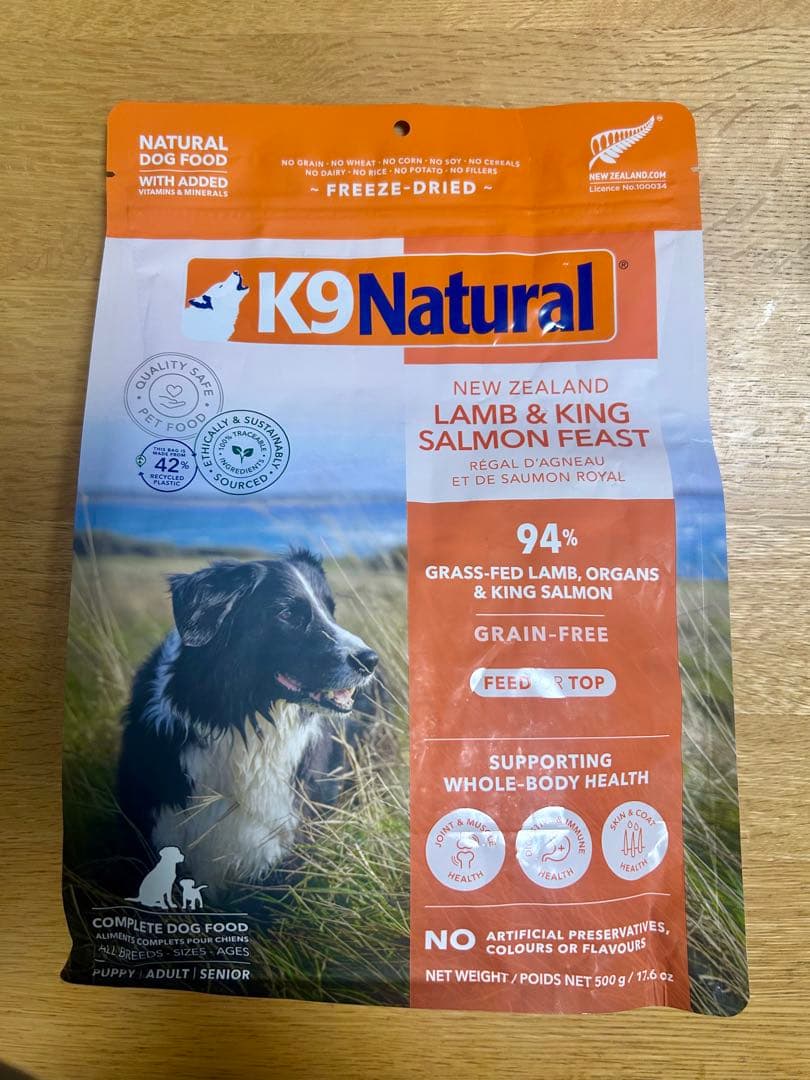 NATURAL
DOG FOOD
WITH ADDED
VITAMINS & MINERALS
NO GRAIN · NO WHEAT · NO CORN · NO SOY · NO CEREALS
NO DAIRY · NO RICE · NO POTATO · NO FILLERS
~ FREEZE-DRIED ~
NEWZEALAND.COM
Licence No.100034
K9Natural®
QUALITY SAFE
PET FOOD
ETHICALLY & SUSTAINABLY
SOURCED
100% TRACEABLE
INGREDIENTS
THIS BAG IS
MADE FROM
42%
RECYCLED
PLASTIC
NEW ZEALAND
LAMB & KING
SALMON FEAST
RÉGAL D'AGNEAU
ET DE SAUMON ROYAL
94%
GRASS-FED LAMB, ORGANS
& KING SALMON
GRAIN-FREE
FEED R TOP
SUPPORTING
WHOLE-BODY HEALTH
JOINT & MUSCLE
HEALTH
& IMMUNE
HEALTH
SKIN & COAT
HEALTH
COMPLETE DOG FOOD
ALIMENTS COMPLETS POUR CHIENS
ALL BREEDS - SIZES - AGES
PUPPY | ADULT | SENIOR
NO ARTIFICIAL PRESERVATIVES,
COLOURS OR FLAVOURS
NET WEIGHT / POIDS NET 500 g / 17.6 oz